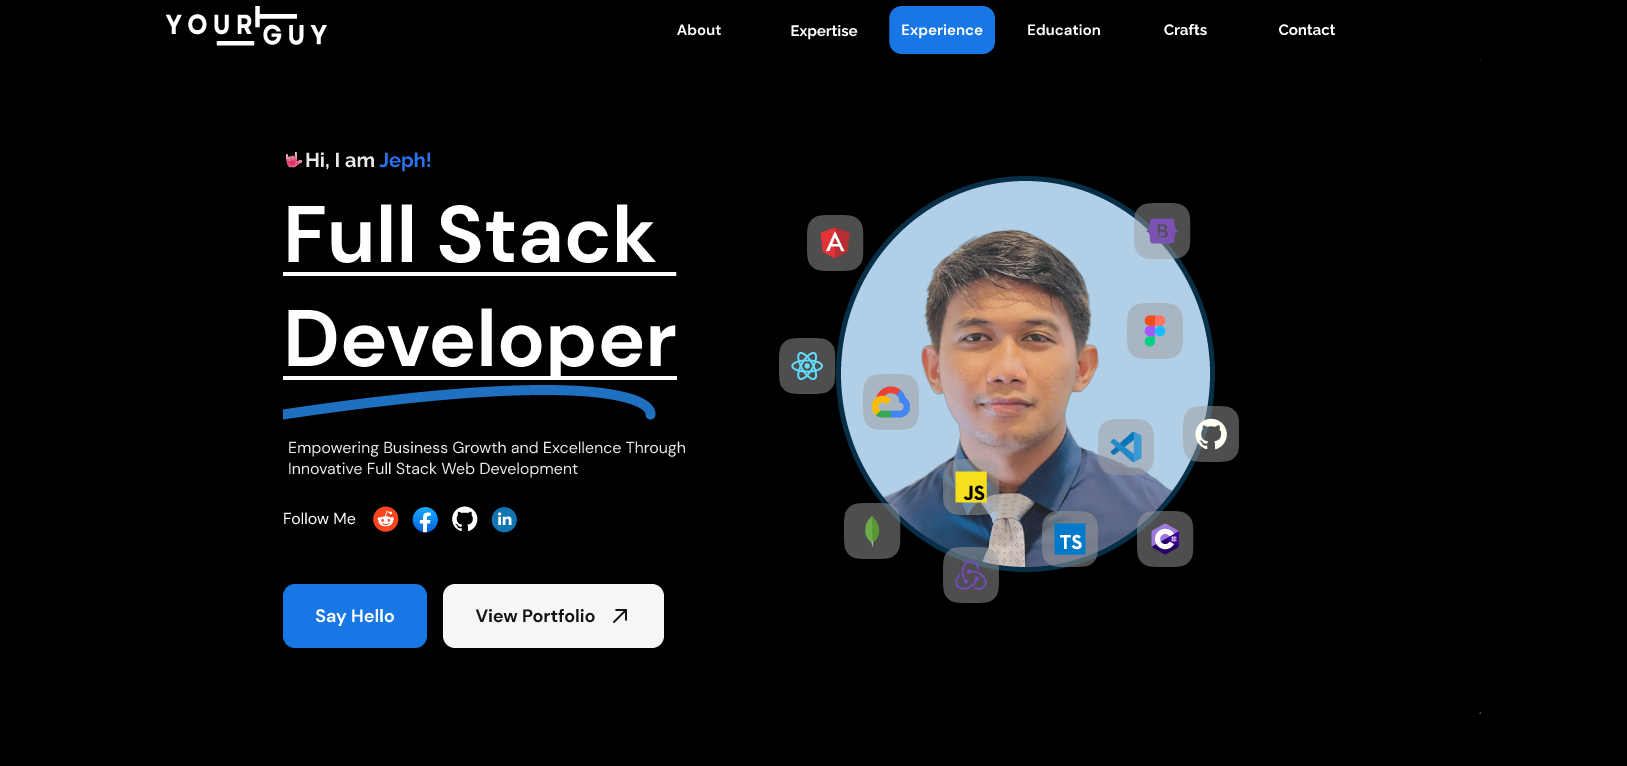 YOUR GUY
About Expertise Experience Education Crafts Contact
Hi, I am Jeph!
Full Stack
Developer
Empowering Business Growth and Excellence Through
Innovative Full Stack Web Development
Follow Me
in
Say Hello
View Portfolio
A
B
JS
TS
C#